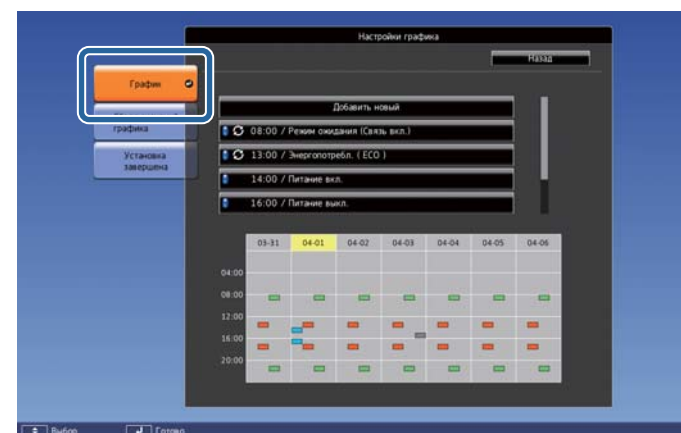 Настройки графика
Назад
График
графика
Установка
завершена
Добавить новый
08:00 / Режим ожидания (Связь вкл.)
13:00 / Энергопотребл. ( ECO )
14:00 / Питание вкл.
16:00 / Питание выкл.
03-31 04-01 04-02 04-03 04-04 04-05 04-06
04:00
08:00
12:00
16:00
20:00
Выбор Готово